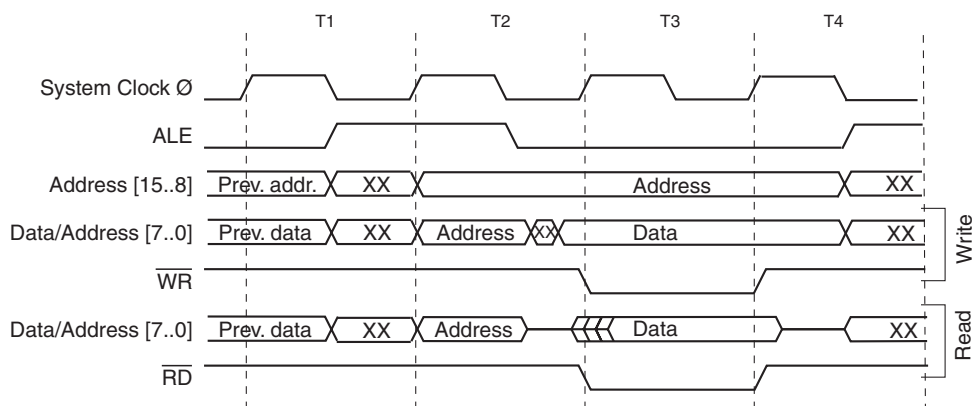 T1 T2 T3 T4
System Clock Ø
ALE
Address [15..8] Prev. addr. XX Address XX
Data/Address [7..0] Prev. data XX Address XX Data XX
WR
Write
Data/Address [7..0] Prev. data XX Address Data XX
RD
Read